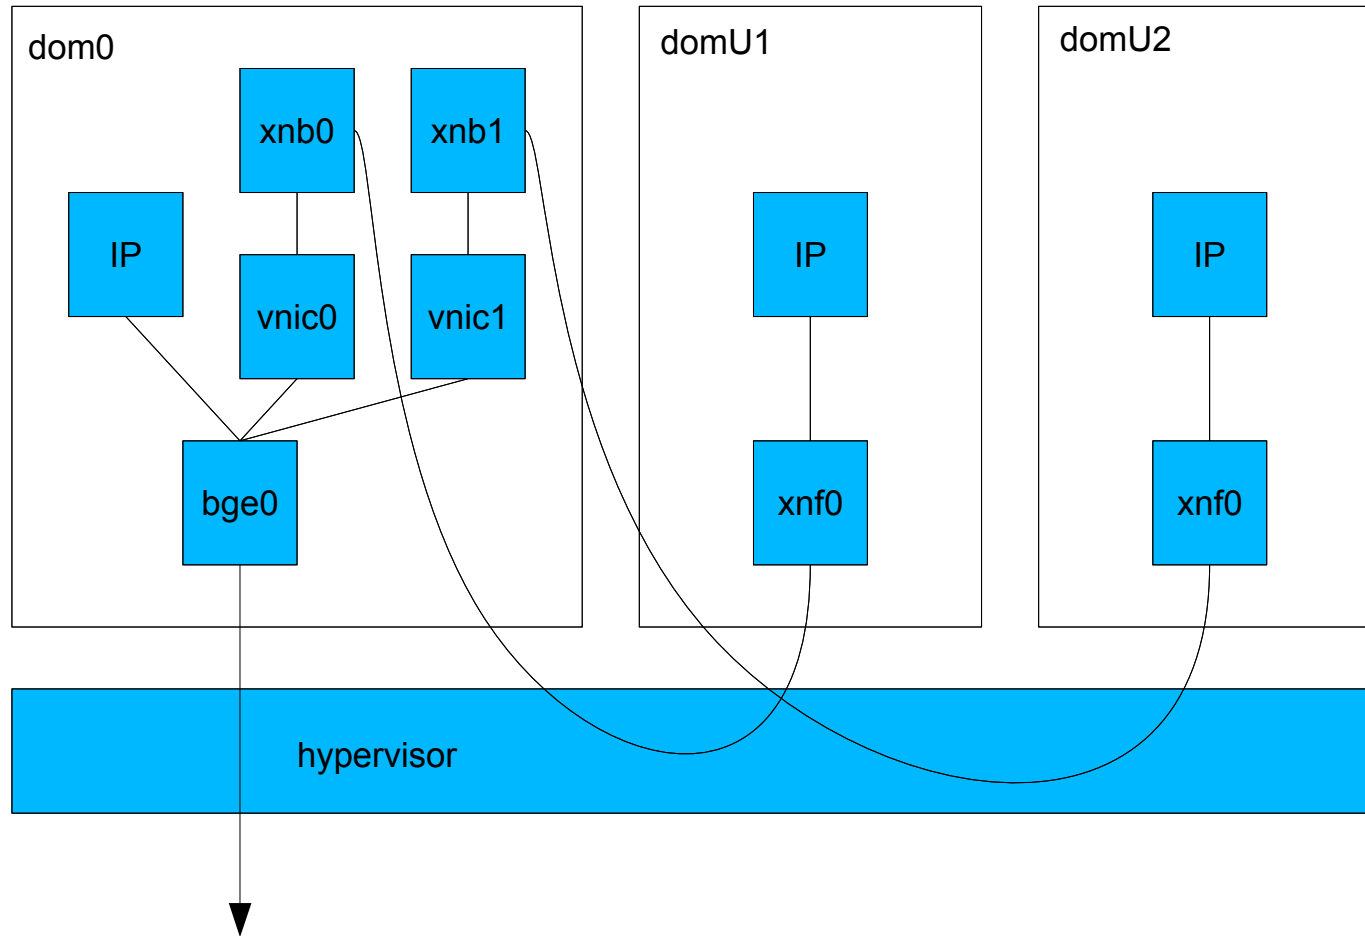 dom0
domU1
domU2
xnb0
xnb1
IP
vnic0
vnic1
IP
IP
bge0
xnf0
xnf0
hypervisor